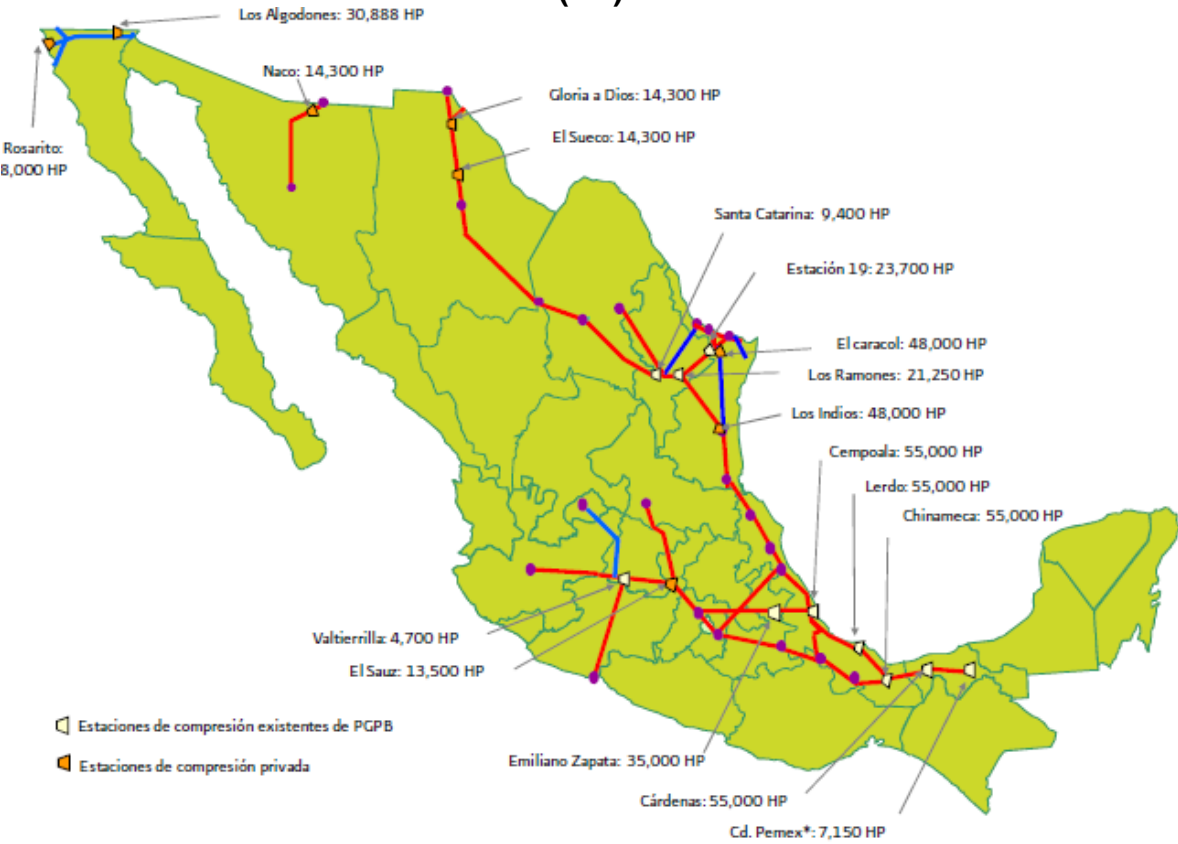 Los Algodones: 30,888 HP
Naco: 14,300 HP
Gloria a Dios: 14,300 HP
El Sueco: 14,300 HP
Rosarito:
8,000 HP
Santa Catarina: 9,400 HP
Estación 19: 23,700 HP
El caracol: 48,000 HP
Los Ramones: 21,250 HP
Los Indios: 48,000 HP
Cempoala: 55,000 HP
Lerdo: 55,000 HP
Chinameca: 55,000 HP
Valtierrilla: 4,700 HP
El Sauz: 13,500 HP
Estaciones de compresión existentes de PGPB
Estaciones de compresión privada
Emiliano Zapata: 35,000 HP
Cárdenas: 55,000 HP
Cd. Pemex*: 7,150 HP